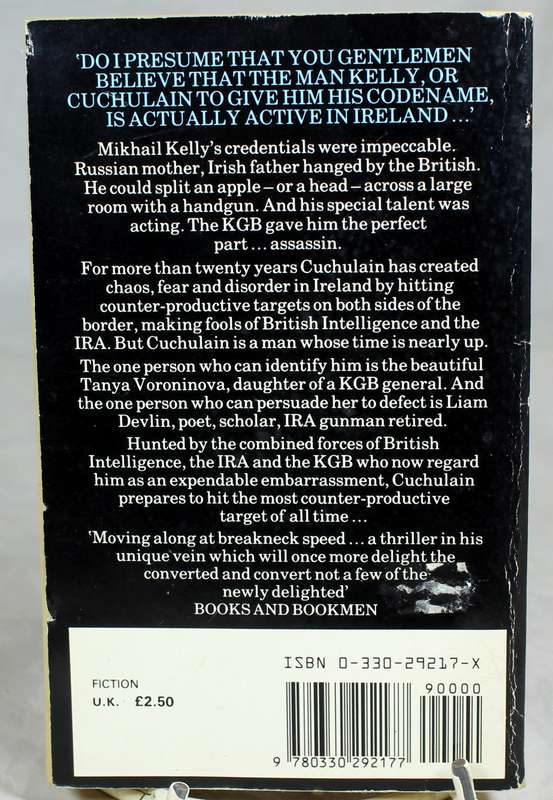 'DO I PRESUME THAT YOU GENTLEMEN
BELIEVE THAT THE MAN KELLY, OR
CUCHULAIN TO GIVE HIM HIS CODENAME,
IS ACTUALLY ACTIVE IN IRELAND...'
Mikhail Kelly's credentials were impeccable.
Russian mother, Irish father hanged by the British.
He could split an apple – or a head – across a large
room with a handgun. And his special talent was
acting. The KGB gave him the perfect
part... assassin.
For more than twenty years Cuchulain has created
chaos, fear and disorder in Ireland by hitting
counter-productive targets on both sides of the
border, making fools of British Intelligence and the
IRA. But Cuchulain is a man whose time is nearly up.
The one person who can identify him is the beautiful
Tanya Voroninova, daughter of a KGB general. And
the one person who can persuade her to defect is Liam
Devlin, poet, scholar, IRA gunman retired.
Hunted by the combined forces of British
Intelligence, the IRA and the KGB who now regard
him as an expendable embarrassment, Cuchulain
prepares to hit the most counter-productive
target of all time...
'Moving along at breakneck speed... a thriller in his
unique vein which will once more delight the
converted and convert not a few of the
newly delighted'
BOOKS AND BOOKMEN
ISBN 0-330-29217-X
FICTION
U.K. £2.50
90000
9 780330 292177